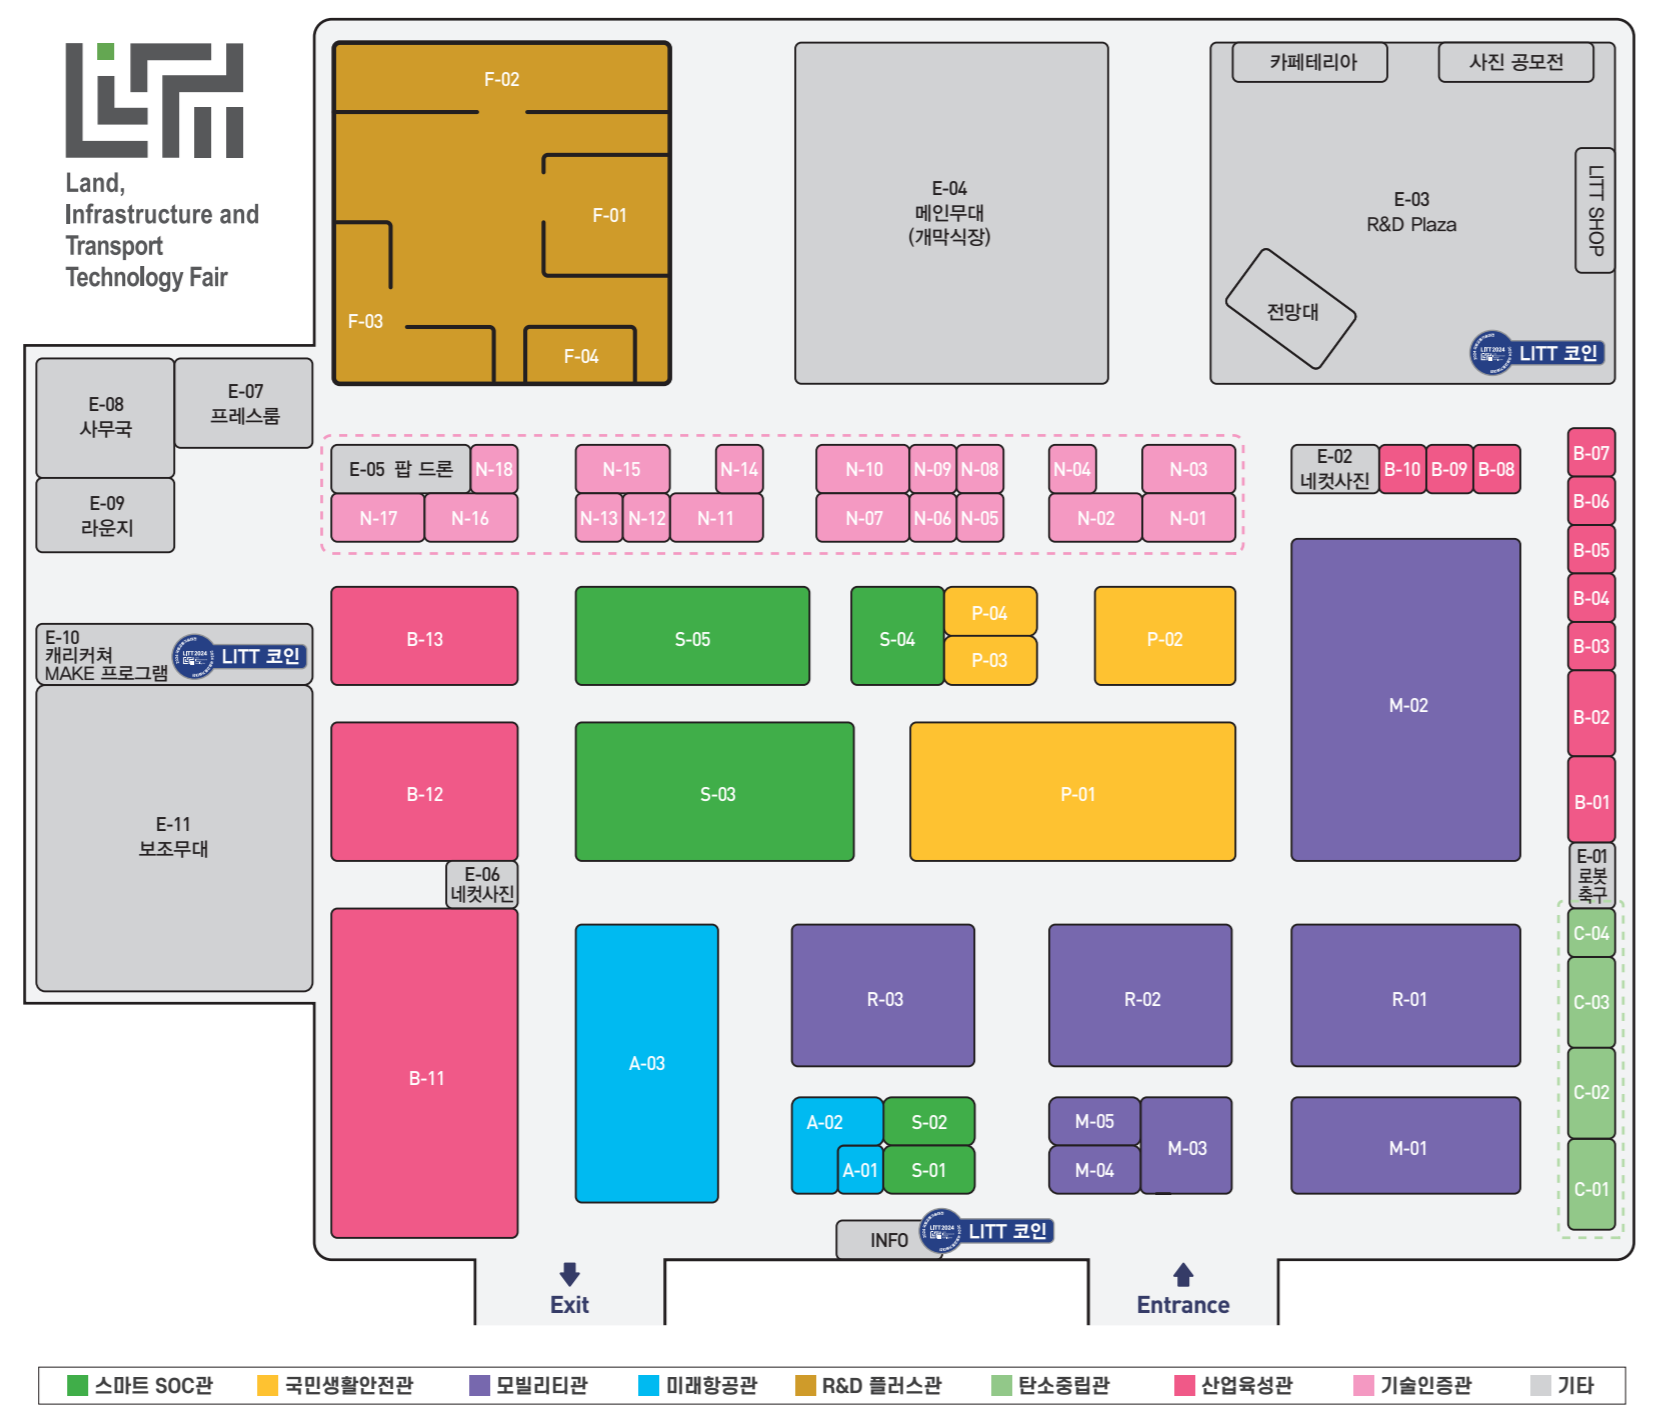 Land,
Infrastructure and
Transport
Technology Fair
F-02
F-01
F-03
F-04
E-04
메인무대
(개막식장)
카페테리아
사진 공모전
LITT SHOP
E-03
R&D Plaza
전망대
LITT 코인
E-08
사무국
E-07
프레스룸
E-09
라운지
E-05 팝 드론
N-18
N-17
N-16
N-15
N-14
N-13
N-12
N-11
N-10
N-09
N-08
N-07
N-06
N-05
N-04
N-03
N-02
N-01
E-02
네컷사진
B-10
B-09
B-08
B-07
B-06
B-05
B-04
B-03
B-02
B-01
E-01
로봇
축구
E-10
캐리커쳐
MAKE 프로그램
LITT 코인
E-11
보조무대
B-13
S-05
S-04
P-04
P-03
P-02
M-02
B-12
S-03
P-01
E-06
네컷사진
B-11
A-03
R-03
R-02
R-01
C-04
C-03
C-02
C-01
A-02
A-01
S-02
S-01
M-05
M-04
M-03
M-01
INFO
LITT 코인
Exit
Entrance
스마트 SOC관
국민생활안전관
모빌리티관
미래항공관
R&D 플러스관
탄소중립관
산업육성관
기술인증관
기타